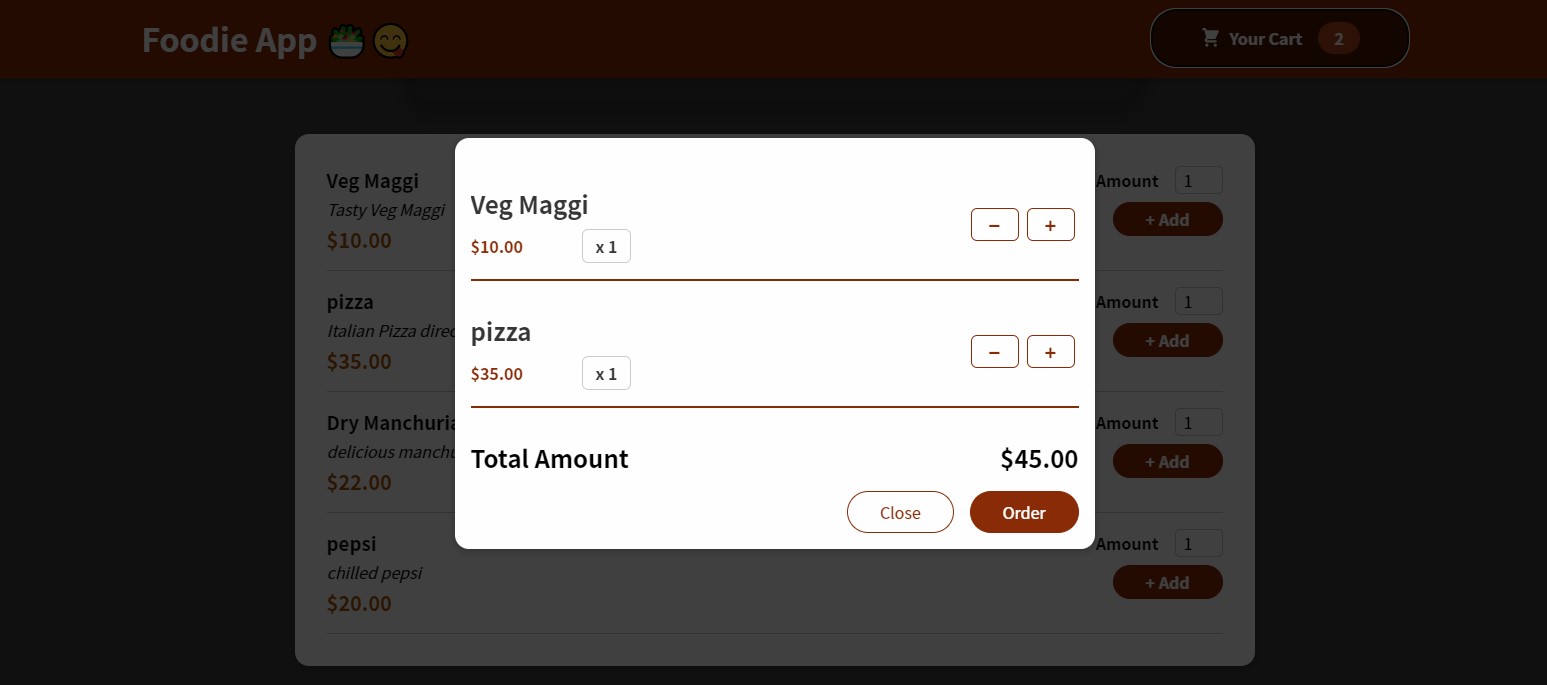 Foodie App 🥗 😋
Your Cart 2
Veg Maggi
Tasty Veg Maggi
$10.00
Amount 1
+ Add
pizza
Italian Pizza direc
$35.00
Amount 1
+ Add
Dry Manchuria
delicious manchu
$22.00
Amount 1
+ Add
pepsi
chilled pepsi
$20.00
Amount 1
+ Add
Veg Maggi
$10.00 x 1
− +
pizza
$35.00 x 1
− +
Total Amount $45.00
Close Order